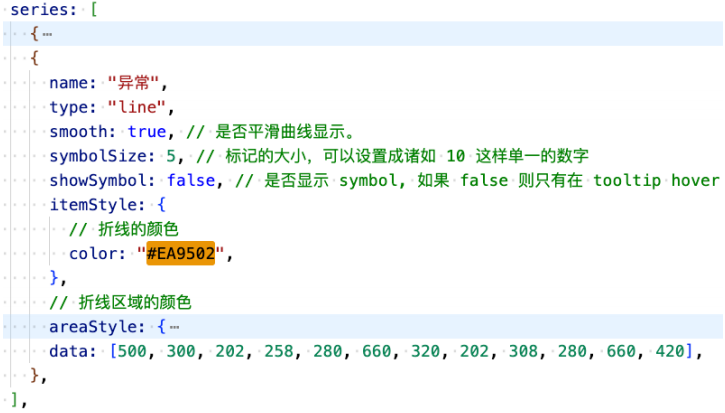 series: [
{⋯
{
name: "异常",
type: "line",
smooth: true, // 是否平滑曲线显示。
symbolSize: 5, // 标记的大小，可以设置成诸如 10 这样单一的数字
showSymbol: false, // 是否显示 symbol, 如果 false 则只有在 tooltip hover
itemStyle: {
// 折线的颜色
color: "#EA9502",
},
// 折线区域的颜色
areaStyle: {⋯
data: [500, 300, 202, 258, 280, 660, 320, 202, 308, 280, 660, 420],
},
],